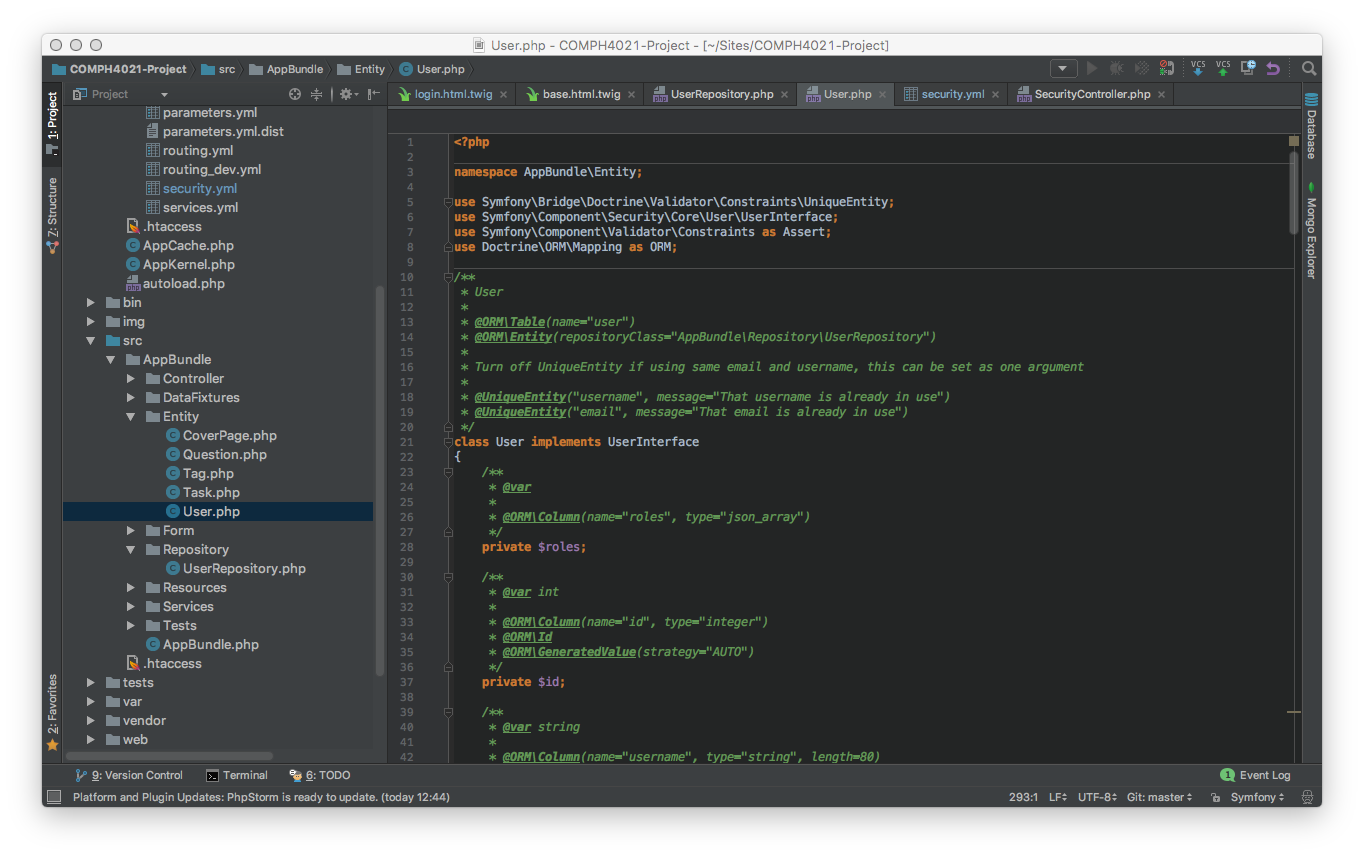 User.php - COMPH4021-Project - [~/Sites/COMPH4021-Project]
COMPH4021-Project src AppBundle Entity User.php
VCS VCS
Project
login.html.twig base.html.twig UserRepository.php User.php security.yml SecurityController.php
1: Project
Z: Structure
2: Favorites
parameters.yml
parameters.yml.dist
routing.yml
routing_dev.yml
security.yml
services.yml
.htaccess
AppCache.php
AppKernel.php
autoload.php
bin
img
src
AppBundle
Controller
DataFixtures
Entity
CoverPage.php
Question.php
Tag.php
Task.php
User.php
Form
Repository
UserRepository.php
Resources
Services
Tests
AppBundle.php
.htaccess
tests
var
vendor
web
1 <?php
2
3 namespace AppBundle\Entity;
4
5 use Symfony\Bridge\Doctrine\Validator\Constraints\UniqueEntity;
6 use Symfony\Component\Security\Core\User\UserInterface;
7 use Symfony\Component\Validator\Constraints as Assert;
8 use Doctrine\ORM\Mapping as ORM;
9
10 /**
11 * User
12 *
13 * @ORM\Table(name="user")
14 * @ORM\Entity(repositoryClass="AppBundle\Repository\UserRepository")
15 *
16 * Turn off UniqueEntity if using same email and username, this can be set as one argument
17 *
18 * @UniqueEntity("username", message="That username is already in use")
19 * @UniqueEntity("email", message="That email is already in use")
20 */
21 class User implements UserInterface
22 {
23 /**
24 * @var
25 *
26 * @ORM\Column(name="roles", type="json_array")
27 */
28 private $roles;
29
30 /**
31 * @var int
32 *
33 * @ORM\Column(name="id", type="integer")
34 * @ORM\Id
35 * @ORM\GeneratedValue(strategy="AUTO")
36 */
37 private $id;
38
39 /**
40 * @var string
41 *
42 * @ORM\Column(name="username", type="string", length=80)
Database
Mongo Explorer
9: Version Control Terminal 6: TODO 1 Event Log
Platform and Plugin Updates: PhpStorm is ready to update. (today 12:44) 293:1 LF UTF-8 Git: master Symfony